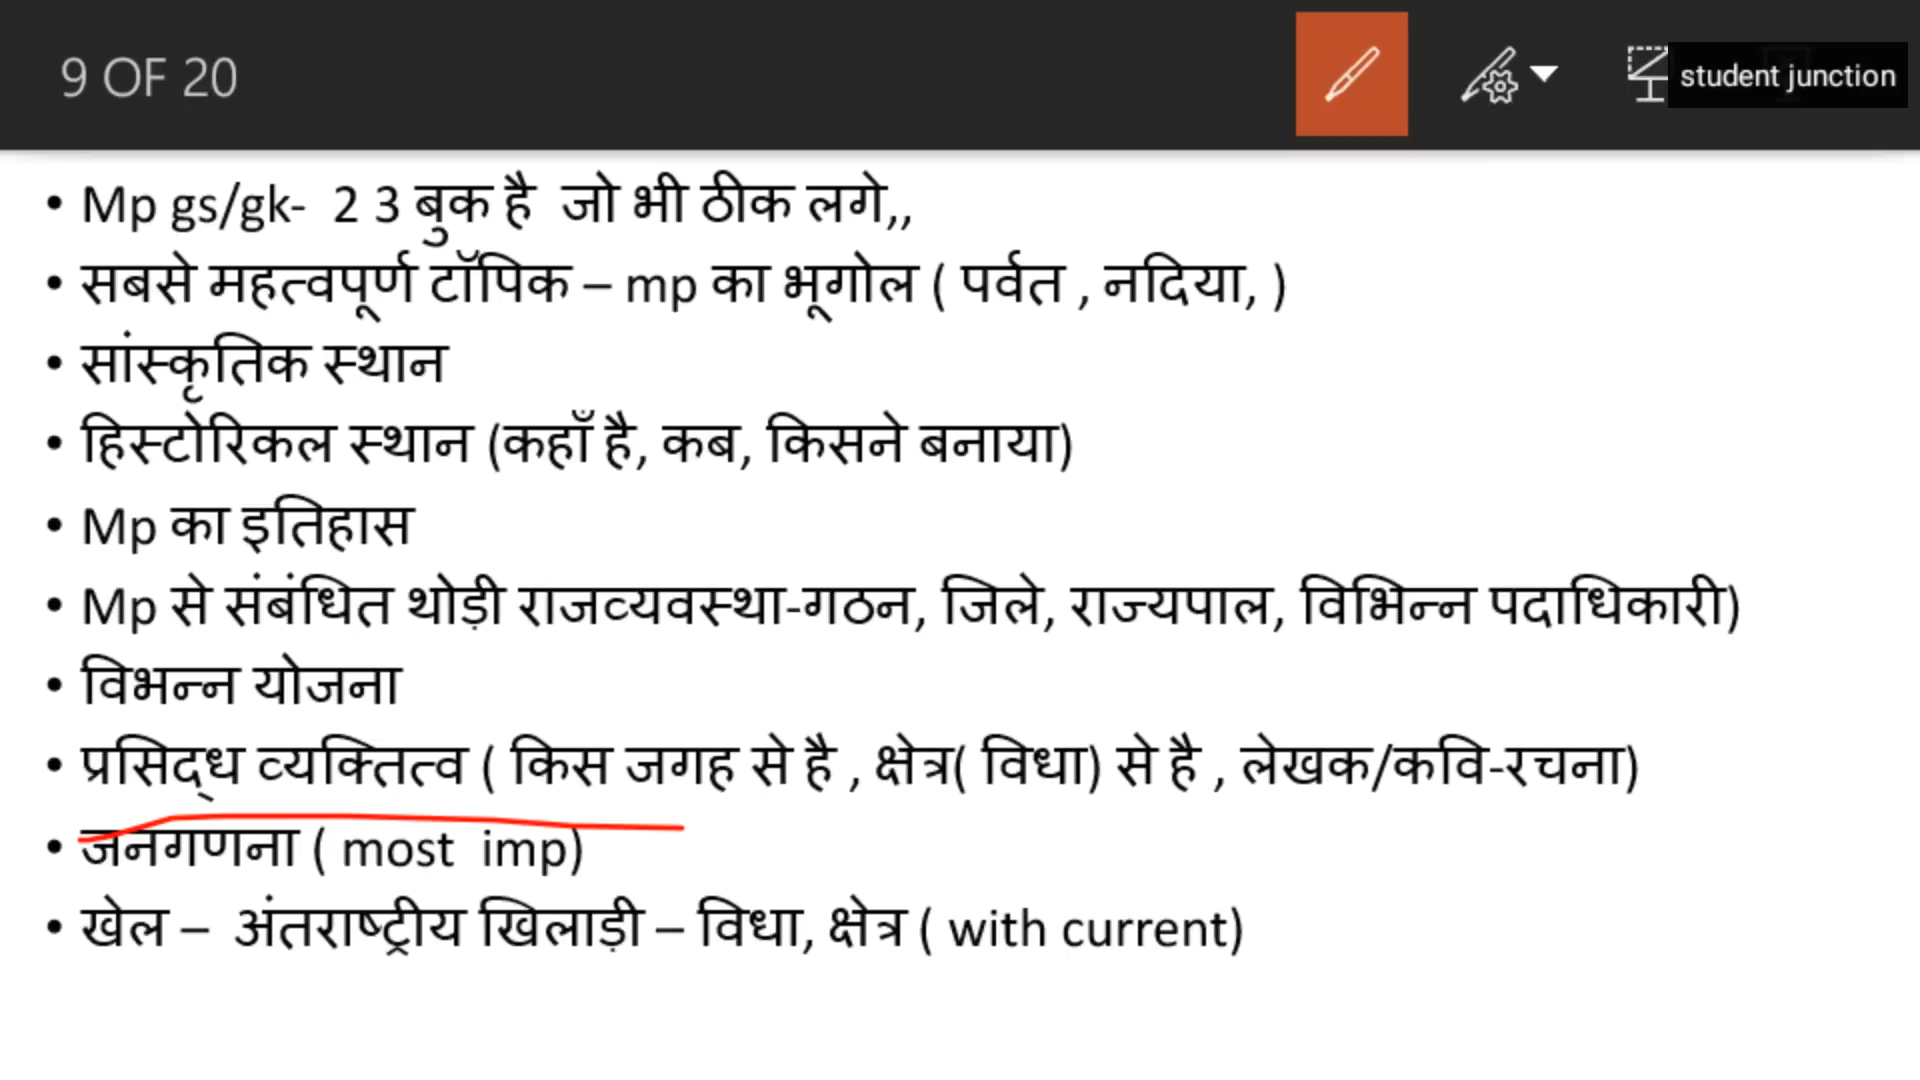 9 OF 20
student junction
• Mp gs/gk- 2 3 बुक है जो भी ठीक लगे,,
• सबसे महत्वपूर्ण टॉपिक – mp का भूगोल ( पर्वत , नदिया, )
• सांस्कृतिक स्थान
• हिस्टोरिकल स्थान (कहाँ है, कब, किसने बनाया)
• Mp का इतिहास
• Mp से संबंधित थोड़ी राजव्यवस्था-गठन, जिले, राज्यपाल, विभिन्न पदाधिकारी)
• विभन्न योजना
• प्रसिद्ध व्यक्तित्व ( किस जगह से है , क्षेत्र( विधा) से है , लेखक/कवि-रचना)
• जनगणना ( most imp)
• खेल – अंतराष्ट्रीय खिलाड़ी – विधा, क्षेत्र ( with current)